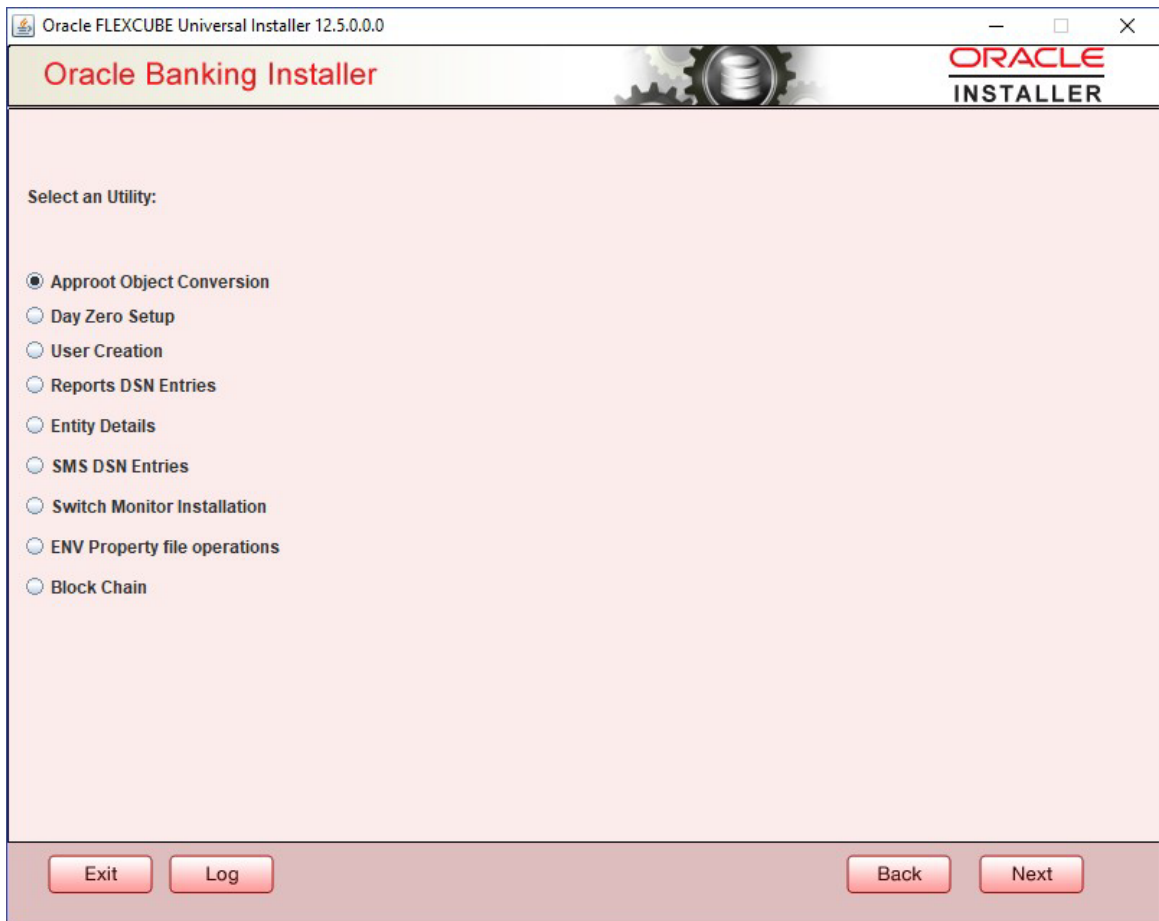 Oracle FLEXCUBE Universal Installer 12.5.0.0.0
Oracle Banking Installer
ORACLE
INSTALLER
Select an Utility:
Approot Object Conversion
Day Zero Setup
User Creation
Reports DSN Entries
Entity Details
SMS DSN Entries
Switch Monitor Installation
ENV Property file operations
Block Chain
Exit Log Back Next